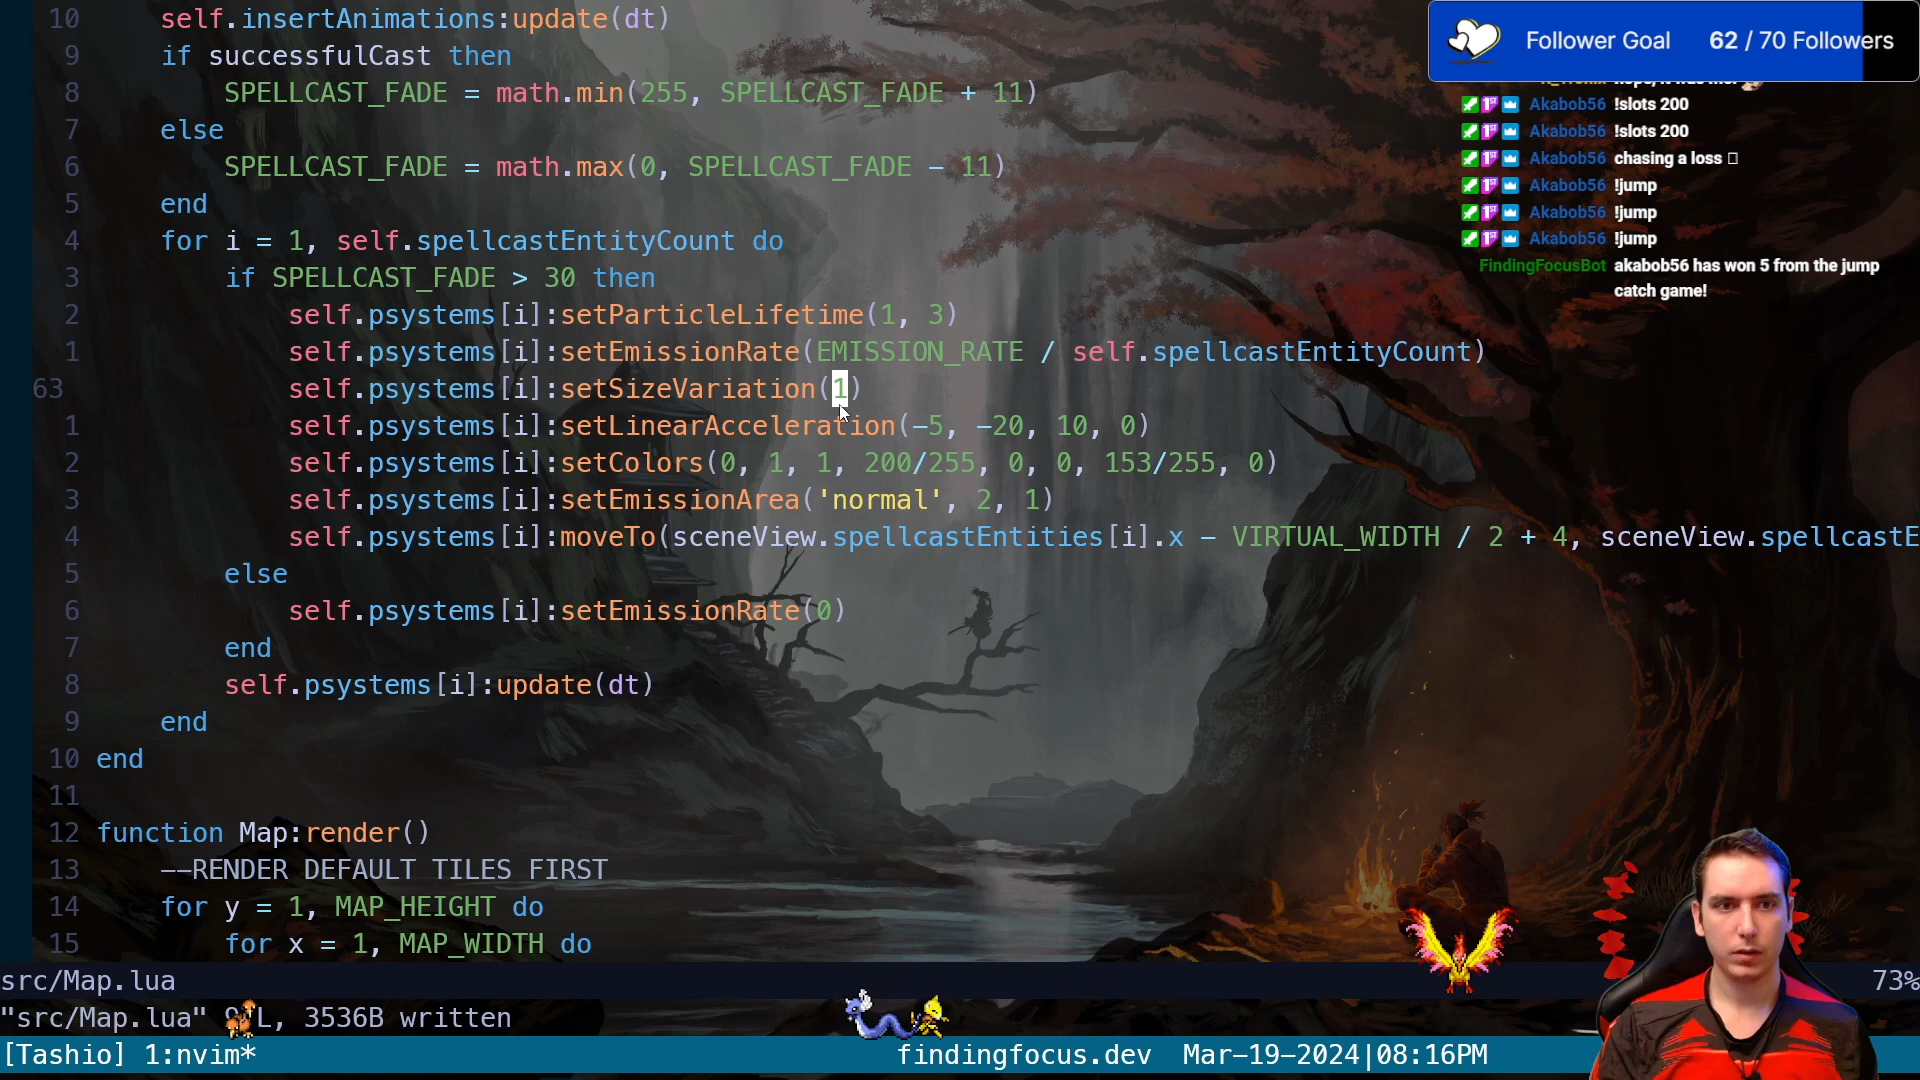 10 self.insertAnimations:update(dt)
9 if successfulCast then
8 SPELLCAST_FADE = math.min(255, SPELLCAST_FADE + 11)
7 else
6 SPELLCAST_FADE = math.max(0, SPELLCAST_FADE - 11)
5 end
4 for i = 1, self.spellcastEntityCount do
3 if SPELLCAST_FADE > 30 then
2 self.psystems[i]:setParticleLifetime(1, 3)
1 self.psystems[i]:setEmissionRate(EMISSION_RATE / self.spellcastEntityCount)
63 self.psystems[i]:setSizeVariation(1)
1 self.psystems[i]:setLinearAcceleration(-5, -20, 10, 0)
2 self.psystems[i]:setColors(0, 1, 1, 200/255, 0, 0, 153/255, 0)
3 self.psystems[i]:setEmissionArea('normal', 2, 1)
4 self.psystems[i]:moveTo(sceneView.spellcastEntities[i].x - VIRTUAL_WIDTH / 2 + 4, sceneView.spellcastE
5 else
6 self.psystems[i]:setEmissionRate(0)
7 end
8 self.psystems[i]:update(dt)
9 end
10 end
11
12 function Map:render()
13 --RENDER DEFAULT TILES FIRST
14 for y = 1, MAP_HEIGHT do
15 for x = 1, MAP_WIDTH do
src/Map.lua 73%
"src/Map.lua" L, 3536B written
[Tashio] 1:nvim* findingfocus.dev Mar-19-2024|08:16PM
Follower Goal 62 / 70 Followers
Akabob56 !slots 200
Akabob56 !slots 200
Akabob56 chasing a loss
Akabob56 !jump
Akabob56 !jump
Akabob56 !jump
FindingFocusBot akabob56 has won 5 from the jump
catch game!